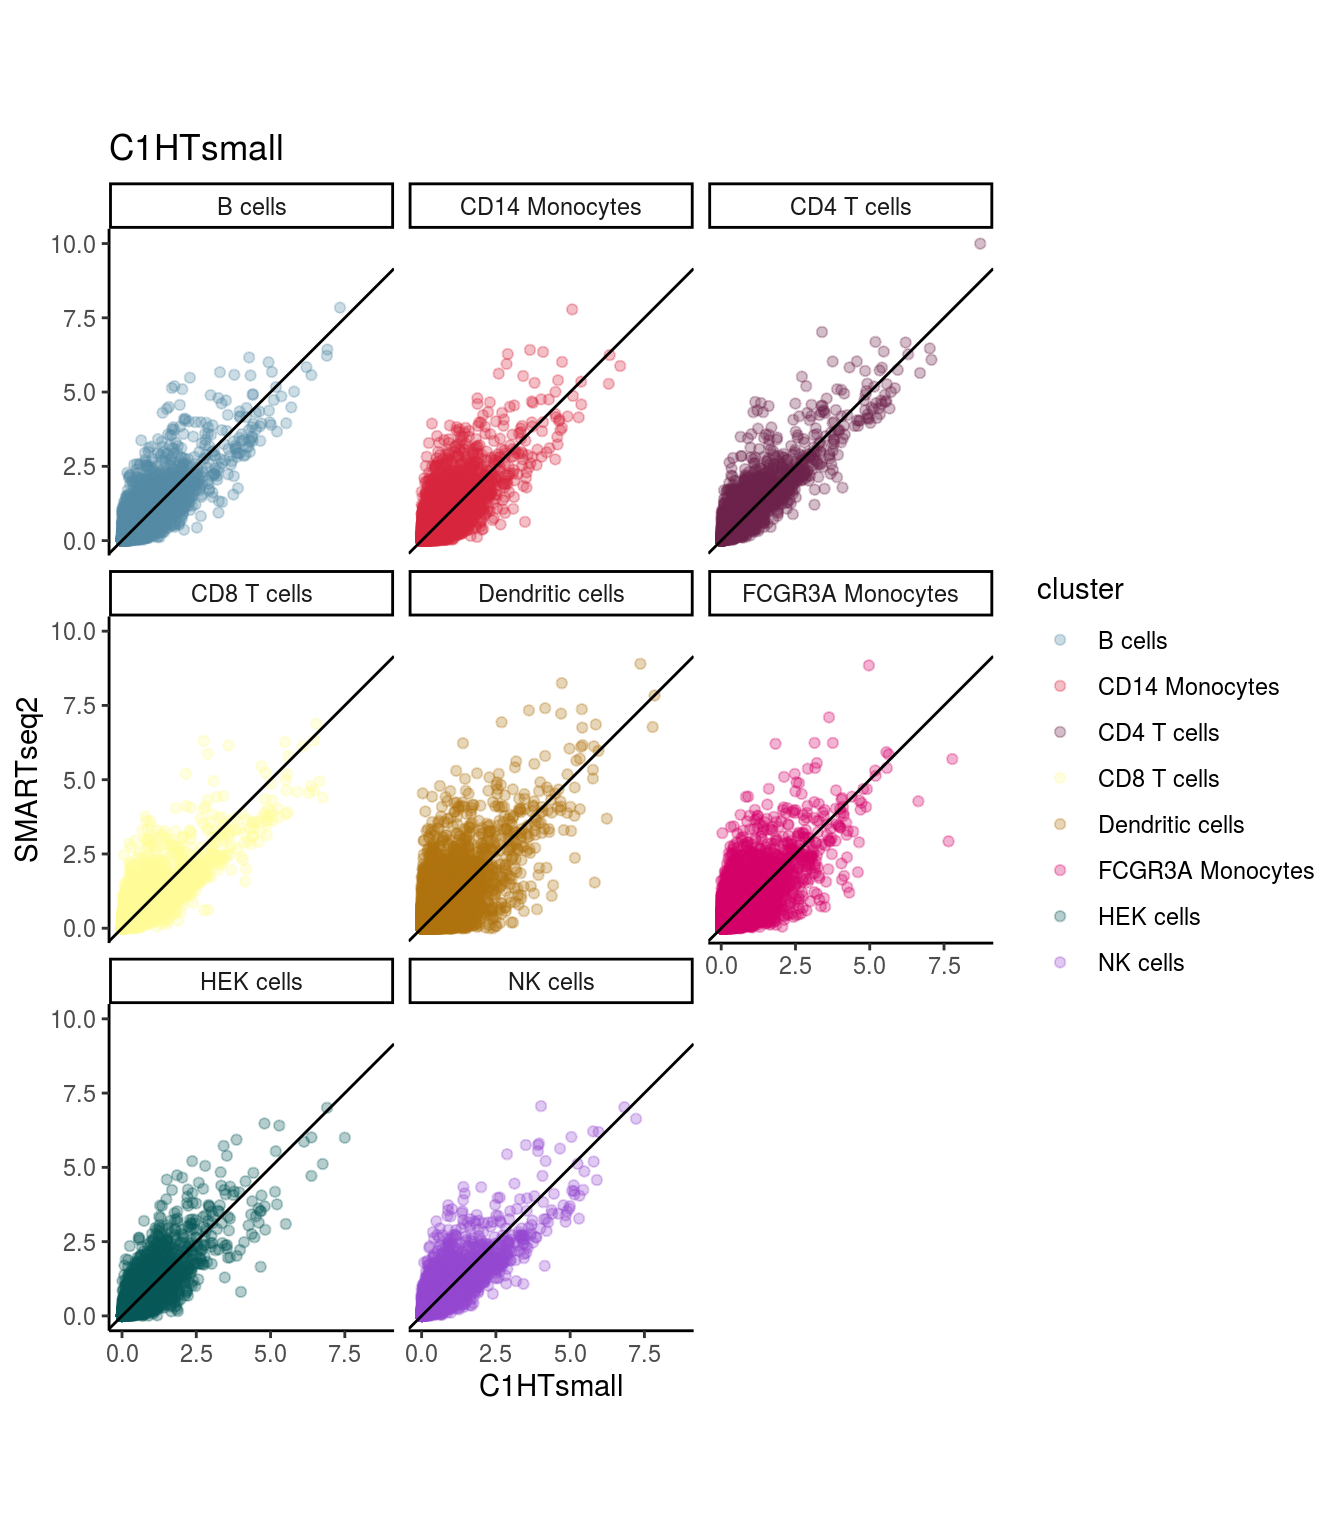 C1HTsmall
B cells
CD14 Monocytes
CD4 T cells
10.0
7.5
5.0
2.5
0.0
CD8 T cells
Dendritic cells
FCGR3A Monocytes
10.0
7.5
5.0
2.5
0.0
0.0 2.5 5.0 7.5
SMARTseq2
HEK cells
NK cells
10.0
7.5
5.0
2.5
0.0
0.0 2.5 5.0 7.5
0.0 2.5 5.0 7.5
C1HTsmall
cluster
B cells
CD14 Monocytes
CD4 T cells
CD8 T cells
Dendritic cells
FCGR3A Monocytes
HEK cells
NK cells